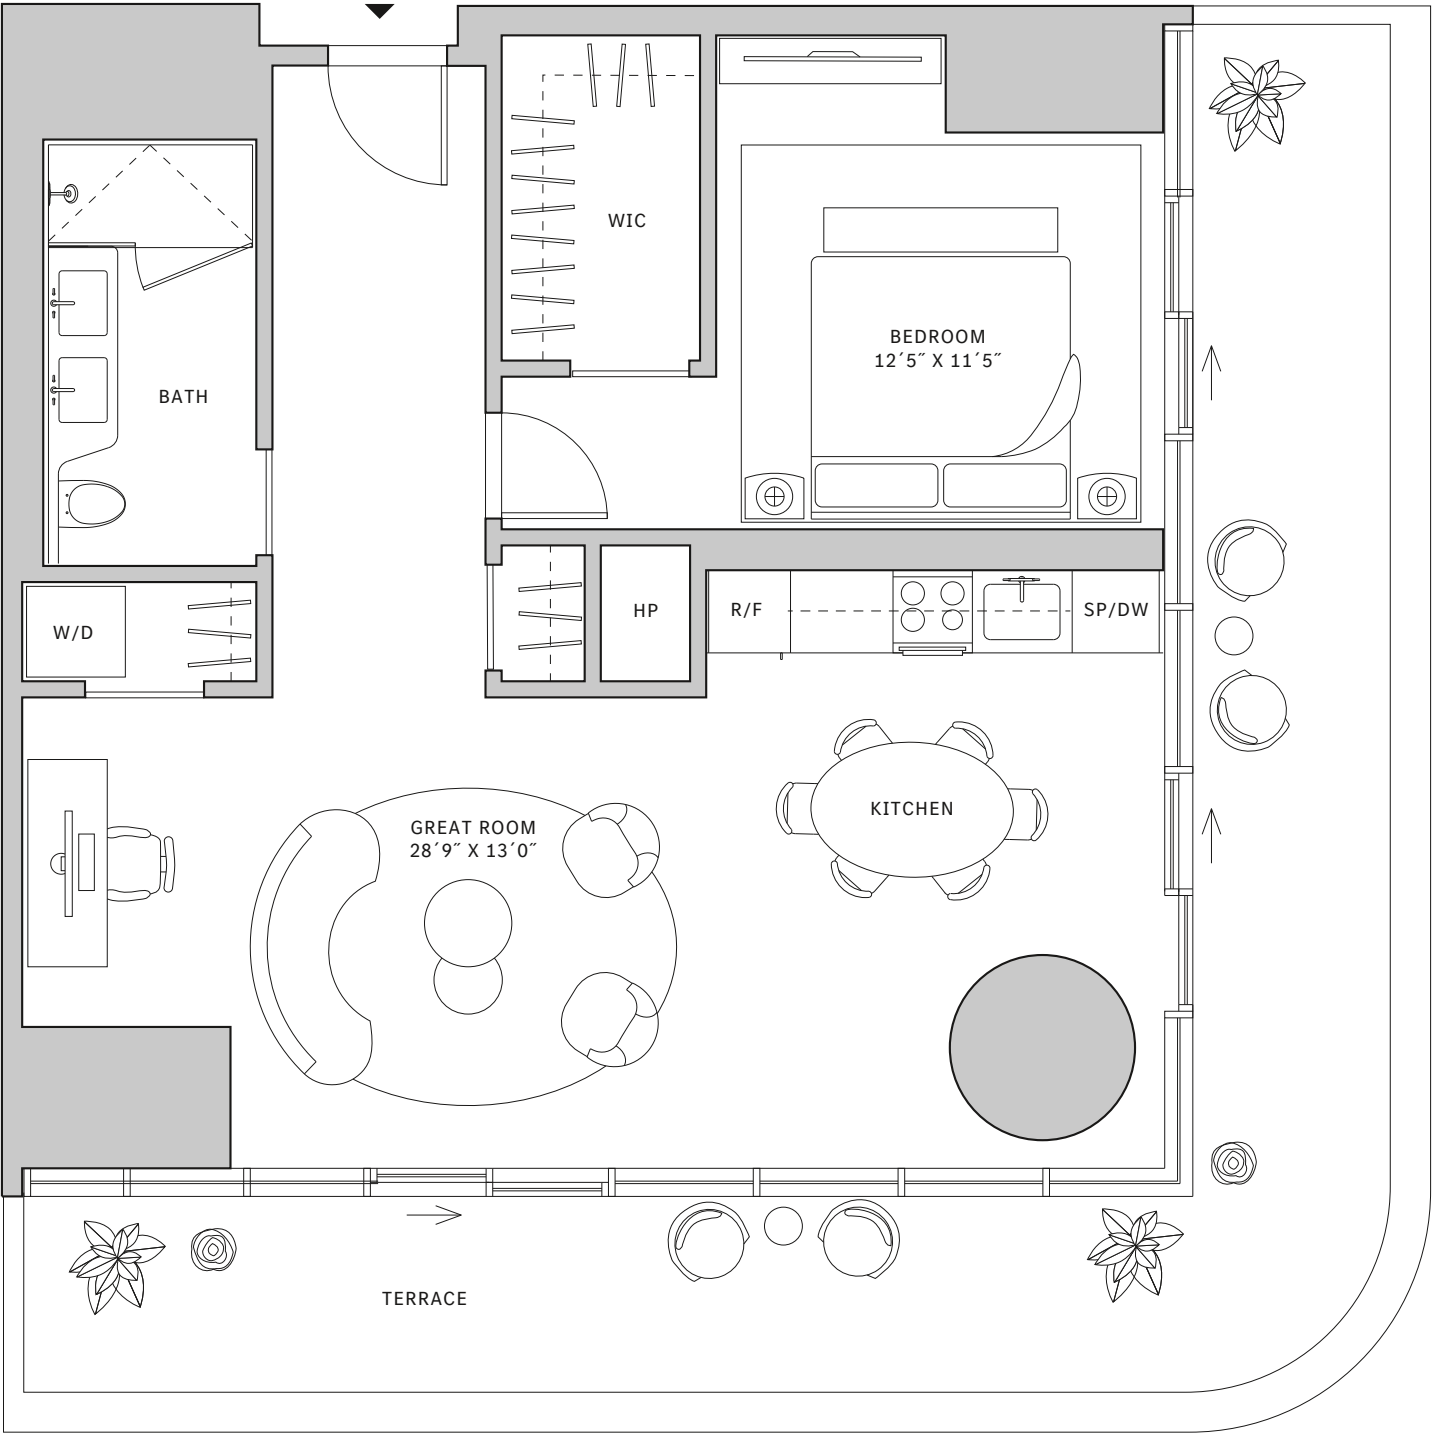 WIC
BEDROOM
12´5˝ X 11´5˝
BATH
W/D
HP
R/F
SP/DW
KITCHEN
GREAT ROOM
28´9˝ X 13´0˝
TERRACE